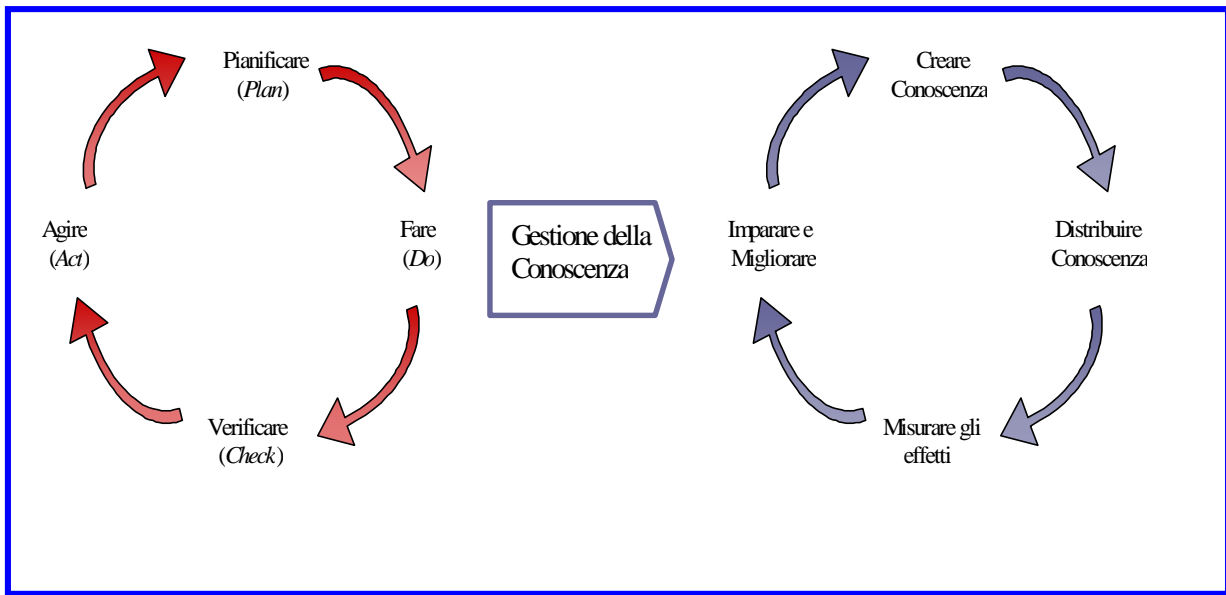 Pianificare
(Plan)
Fare
(Do)
Verificare
(Check)
Agire
(Act)
Gestione della
Conoscenza
Creare
Conoscenza
Distribuire
Conoscenza
Misurare gli
effetti
Imparare e
Migliorare